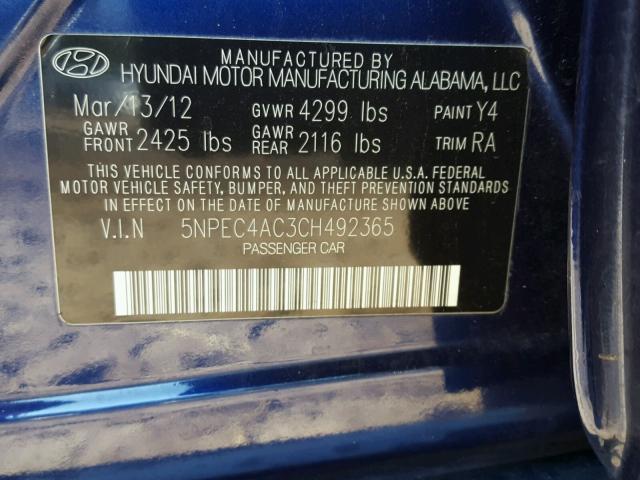 MANUFACTURED BY
HYUNDAI MOTOR MANUFACTURING ALABAMA, LLC
Mar/13/12 GVWR 4299 lbs PAINT Y4
GAWR FRONT 2425 lbs GAWR REAR 2116 lbs TRIM RA
THIS VEHICLE CONFORMS TO ALL APPLICABLE U.S.A. FEDERAL
MOTOR VEHICLE SAFETY, BUMPER, AND THEFT PREVENTION
STANDARDS IN EFFECT ON THE DATE OF MANUFACTURE SHOWN ABOVE.
V.I.N 5NPEC4AC3CH492365
PASSENGER CAR